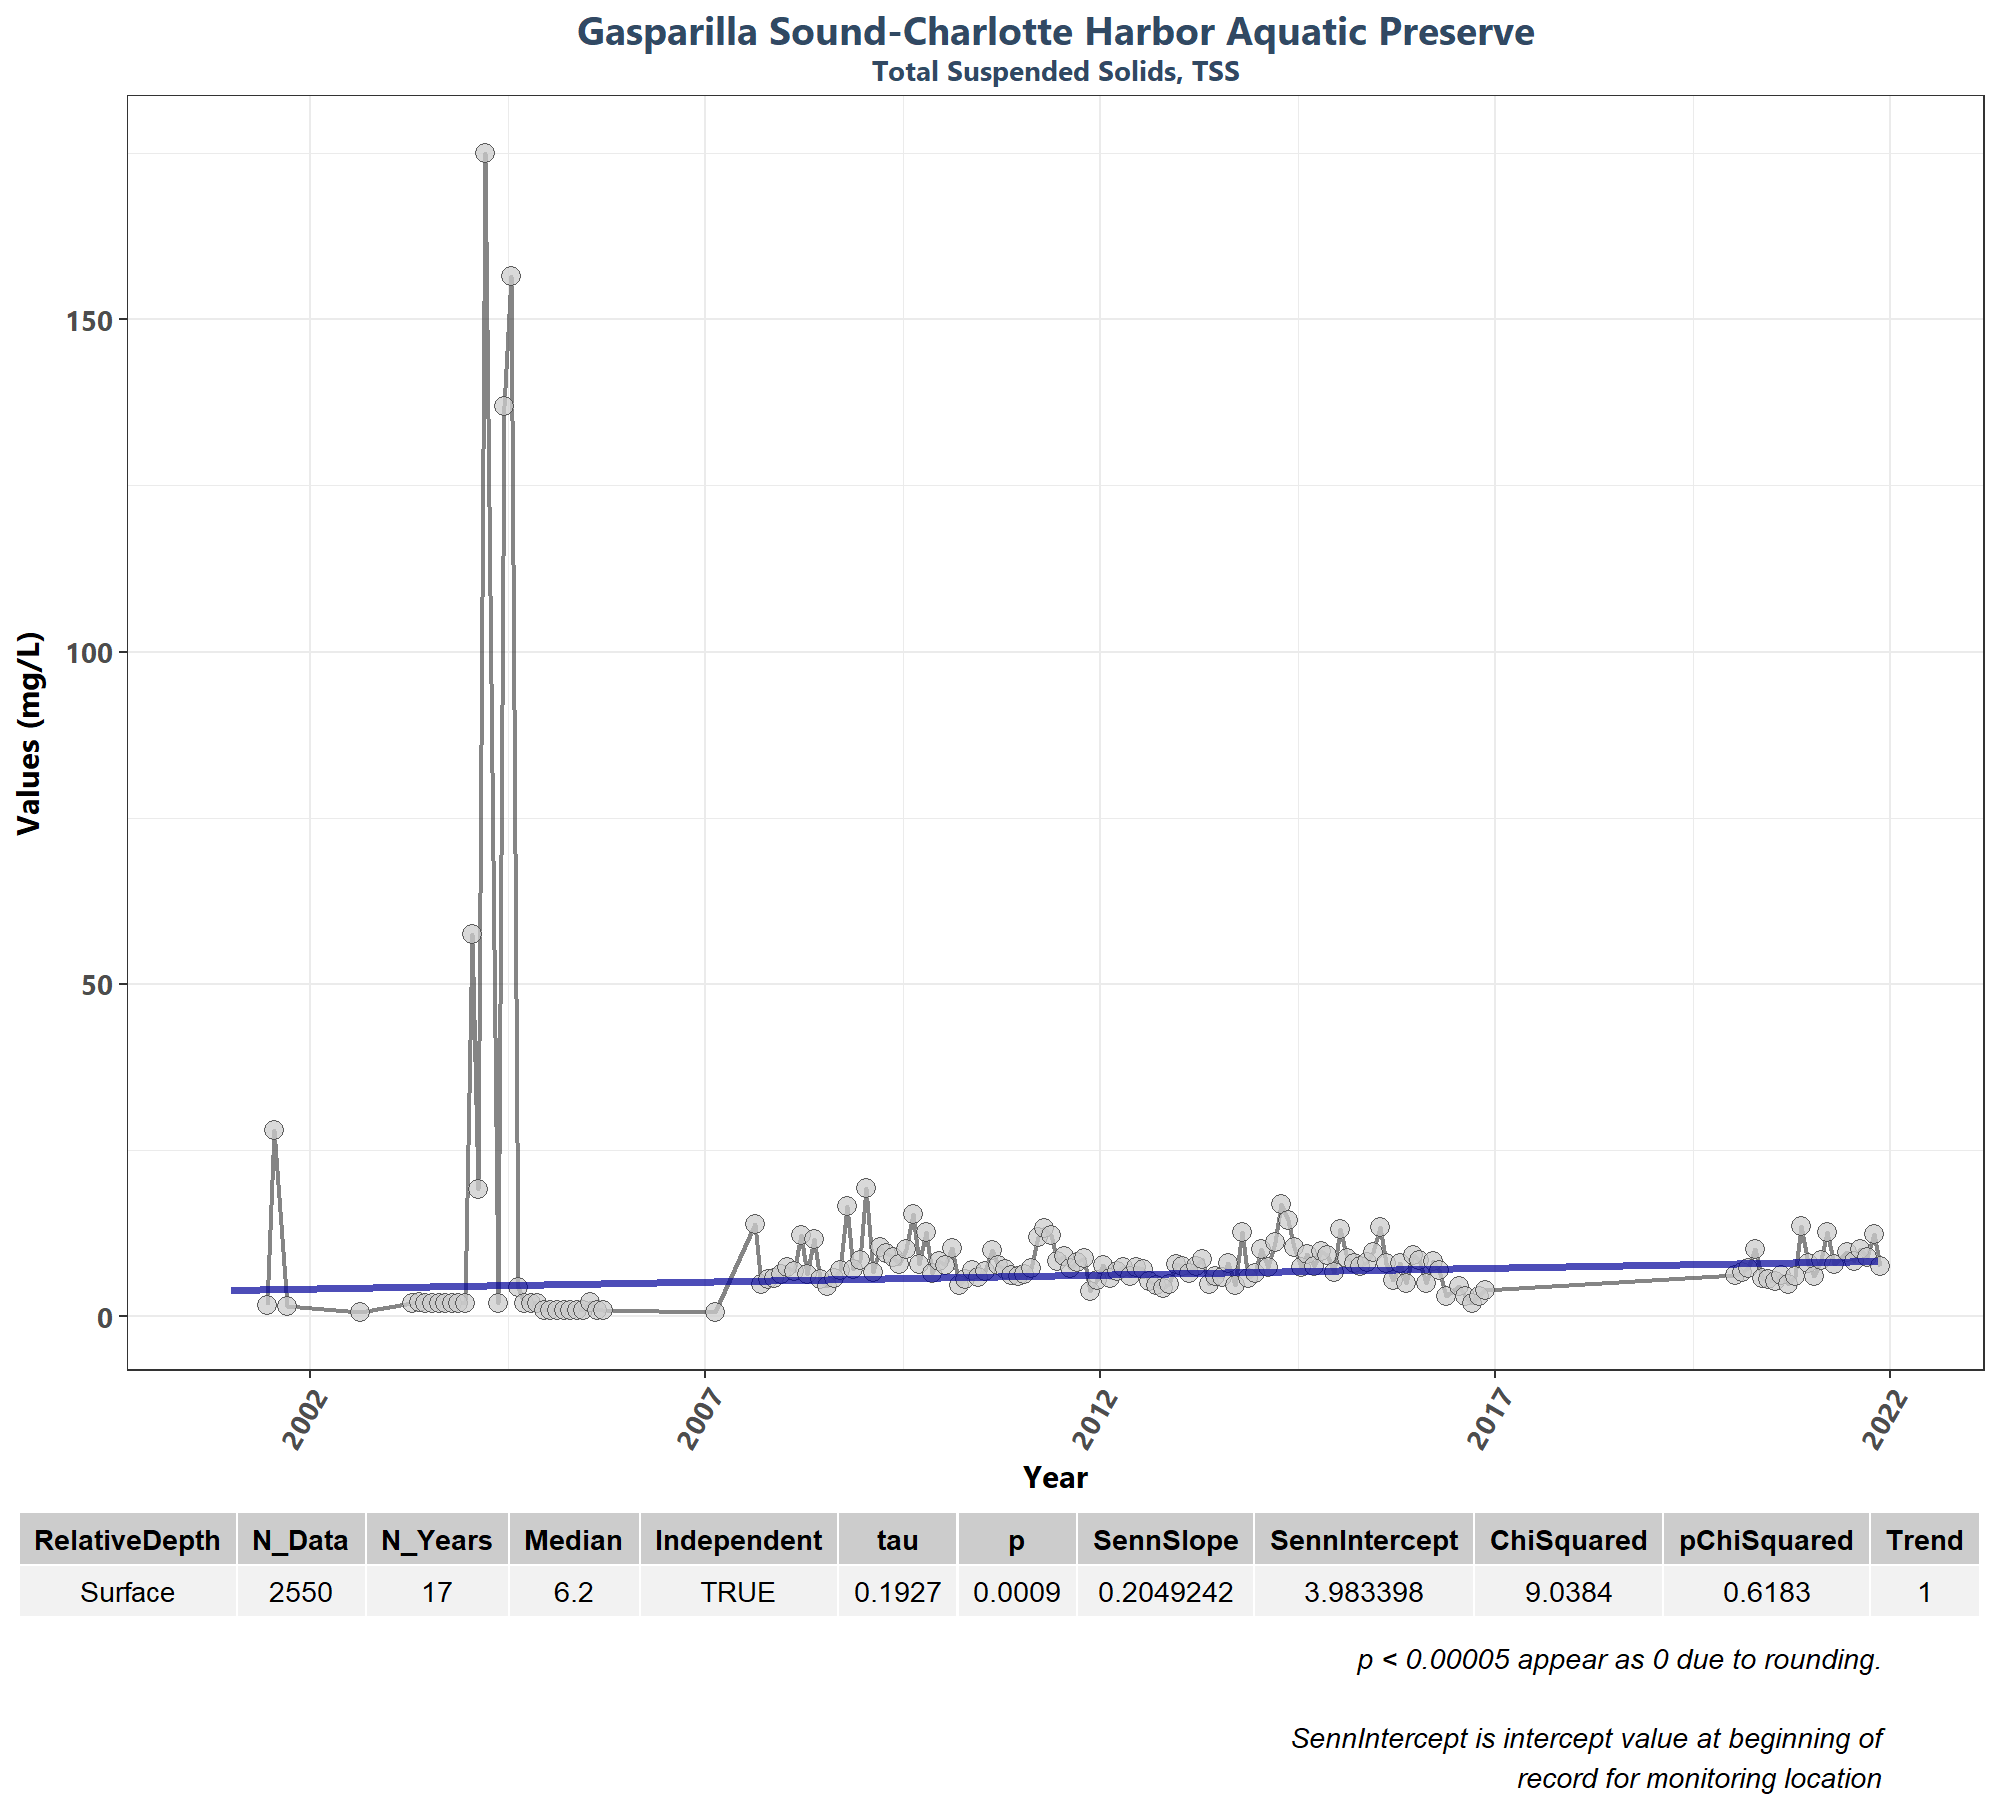 Gasparilla Sound-Charlotte Harbor Aquatic Preserve
Total Suspended Solids, TSS
Values (mg/L)
150
100
50
0
2002 2007 2012 2017 2022
Year
RelativeDepth N_Data N_Years Median Independent tau p SennSlope SennIntercept ChiSquared pChiSquared Trend
Surface 2550 17 6.2 TRUE 0.1927 0.0009 0.2049242 3.983398 9.0384 0.6183 1
p < 0.00005 appear as 0 due to rounding.
SennIntercept is intercept value at beginning of
record for monitoring location